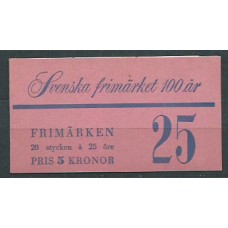 Svenska frimärket 100 år
FRIMÄRKEN
20 stycken à 25 öre
PRIS 5 KRONOR
25